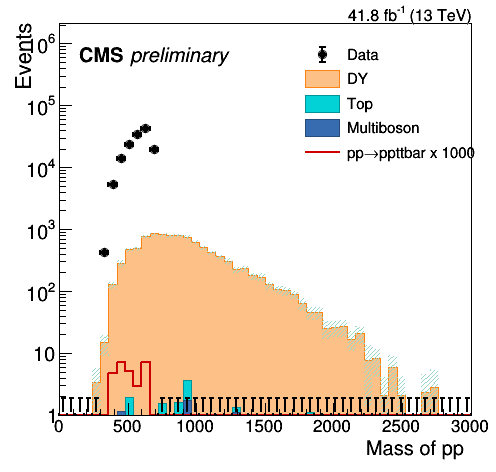 41.8 fb⁻¹ (13 TeV)
Events
CMS preliminary
Data
DY
Top
Multiboson
pp→ppttbar x 1000
10⁶
10⁵
10⁴
10³
10²
10
1
0 500 1000 1500 2000 2500 3000
Mass of pp